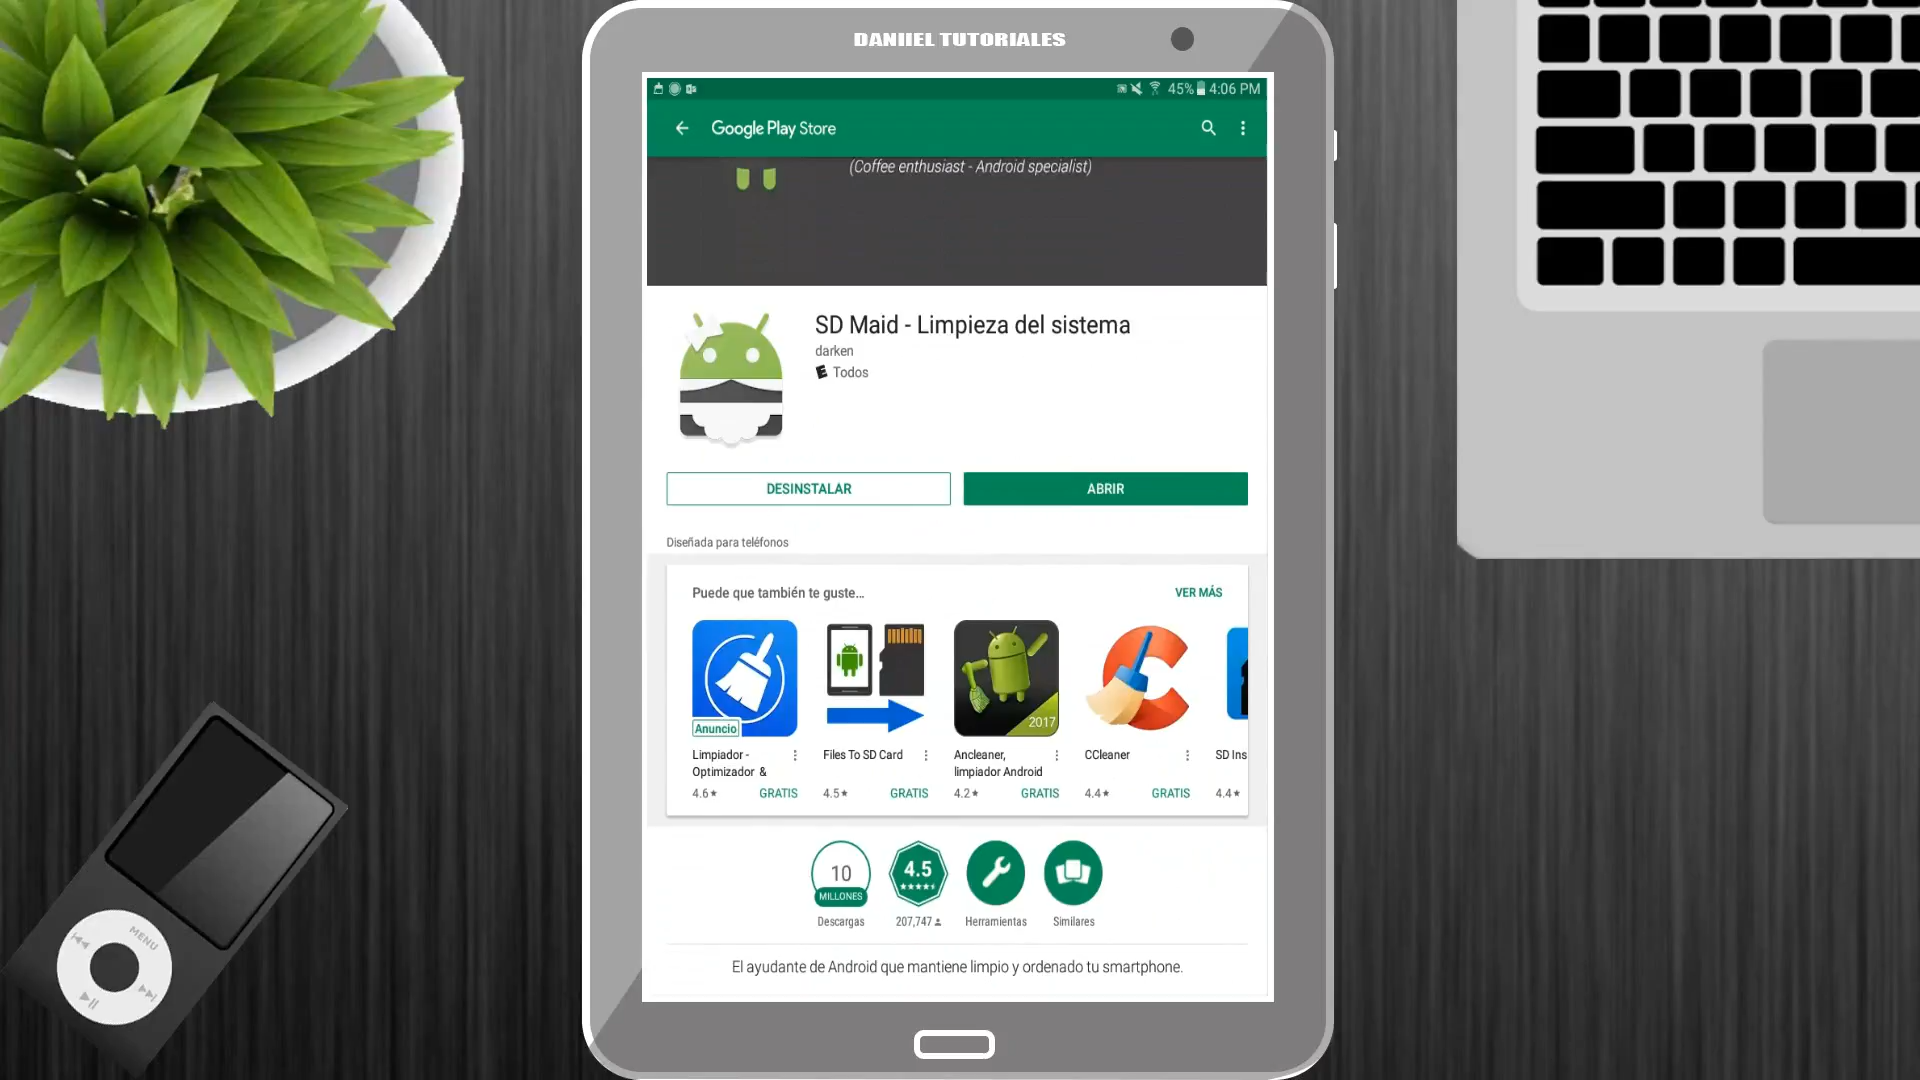 DANIIEL TUTORIALES
45% 4:06 PM
Google Play Store
(Coffee enthusiast - Android specialist)
SD Maid - Limpieza del sistema
darken
E Todos
DESINSTALAR
ABRIR
Diseñada para teléfonos
Puede que también te guste...
VER MÁS
2017
Anuncio
Limpiador -
Optimizador &
4.6★ GRATIS
Files To SD Card
4.5★ GRATIS
Ancleaner,
limpiador Android
4.2★ GRATIS
CCleaner
4.4★ GRATIS
SD Ins
4.4★
10
MILLONES
Descargas
4.5
207,747
Herramientas
Similares
El ayudante de Android que mantiene limpio y ordenado tu smartphone.
MENU